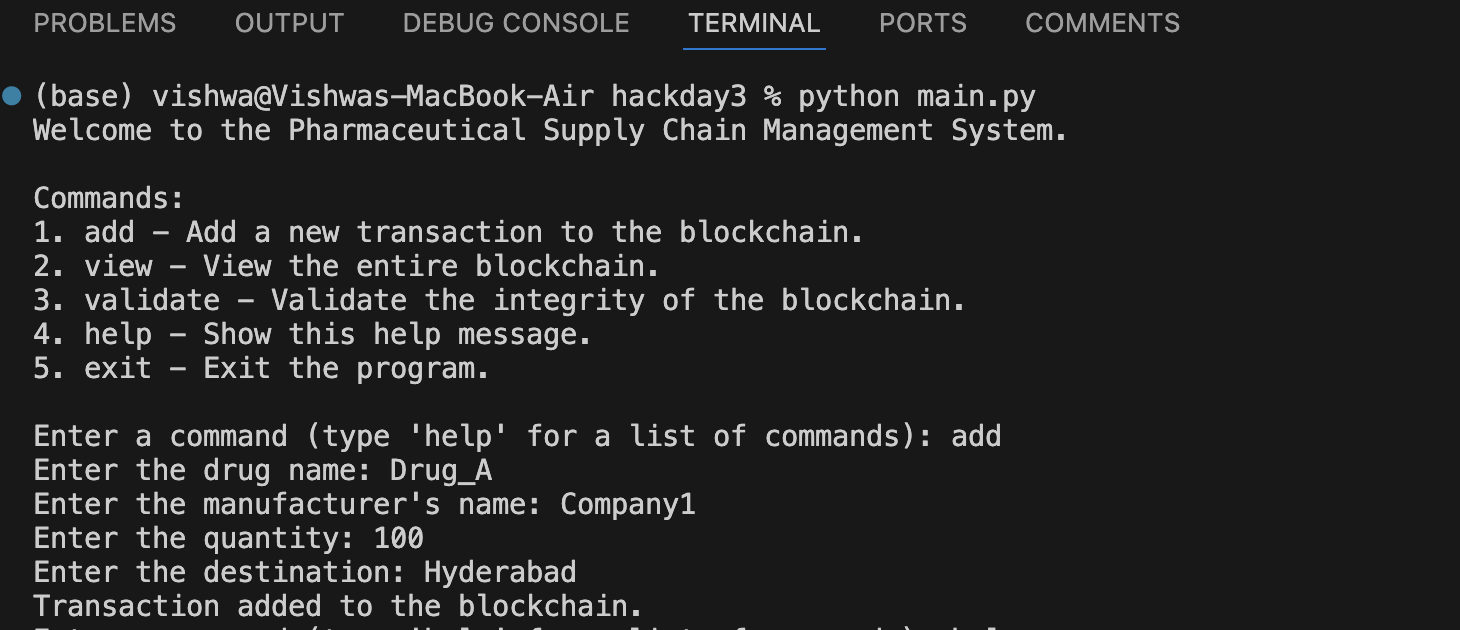 PROBLEMS OUTPUT DEBUG CONSOLE TERMINAL PORTS COMMENTS
(base) vishwa@Vishwas-MacBook-Air hackday3 % python main.py
Welcome to the Pharmaceutical Supply Chain Management System.
Commands:
1. add - Add a new transaction to the blockchain.
2. view - View the entire blockchain.
3. validate - Validate the integrity of the blockchain.
4. help - Show this help message.
5. exit - Exit the program.
Enter a command (type 'help' for a list of commands): add
Enter the drug name: Drug_A
Enter the manufacturer's name: Company1
Enter the quantity: 100
Enter the destination: Hyderabad
Transaction added to the blockchain.